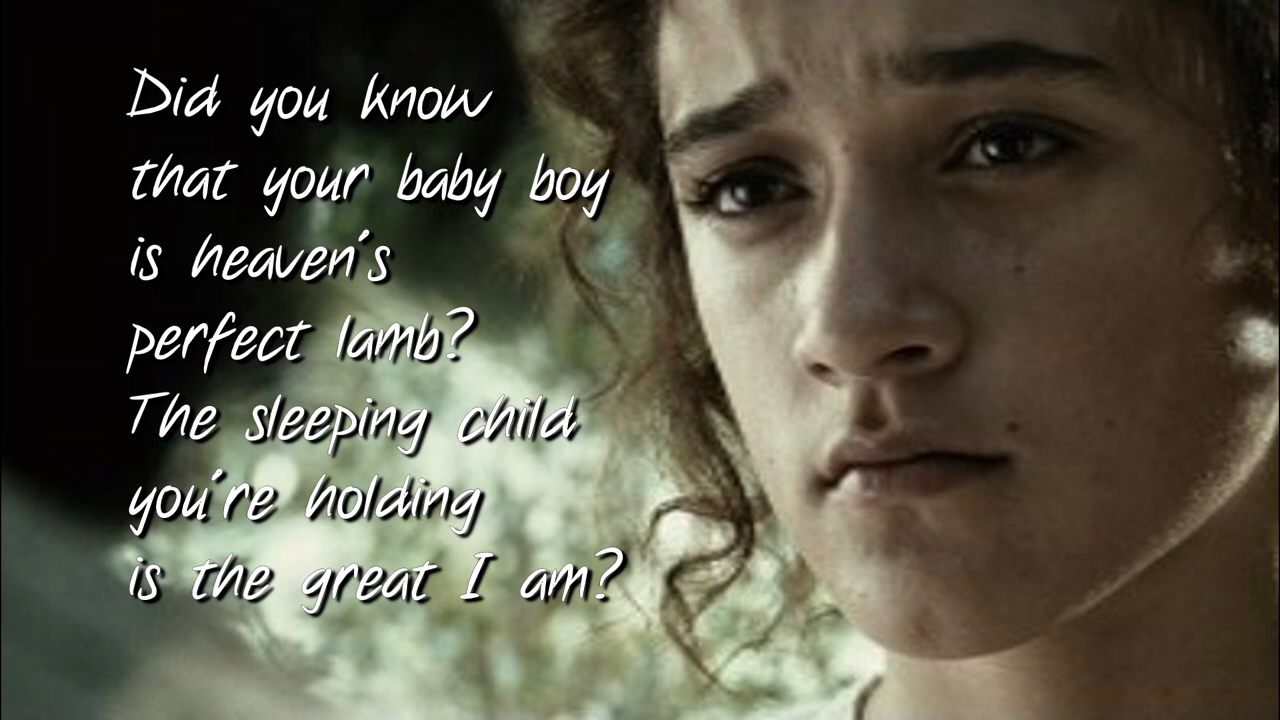 Did you know
that your baby boy
is heaven's
perfect lamb?
The sleeping child
you're holding
is the great I am?